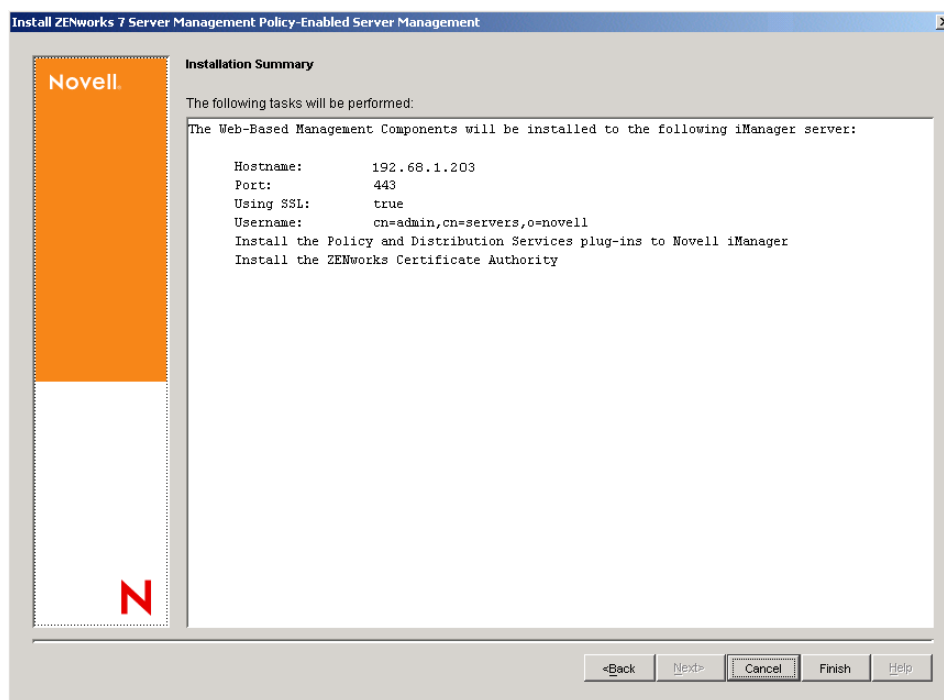 Install ZENworks 7 Server Management Policy-Enabled Server Management
Novell.
Installation Summary
The following tasks will be performed:
The Web-Based Management Components will be installed to the following iManager server:
Hostname: 192.68.1.203
Port: 443
Using SSL: true
Username: cn=admin,cn=servers,o=novell
Install the Policy and Distribution Services plug-ins to Novell iManager
Install the ZENworks Certificate Authority
N
<Back Next> Cancel Finish Help